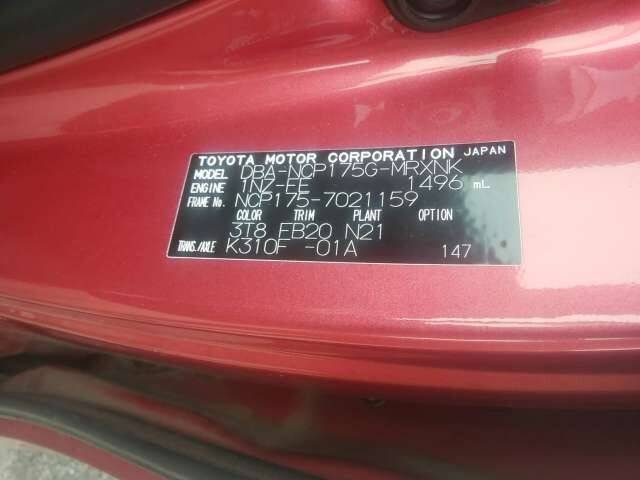 TOYOTA MOTOR CORPORATION JAPAN
MODEL DBA-NCP175G-MRXNK
ENGINE 1NZ-FE 1496 mL
FRAME No. NCP175-7021159
COLOR TRIM PLANT OPTION
3T8 FB20 N21
TRANS./AXLE K310F -01A 147